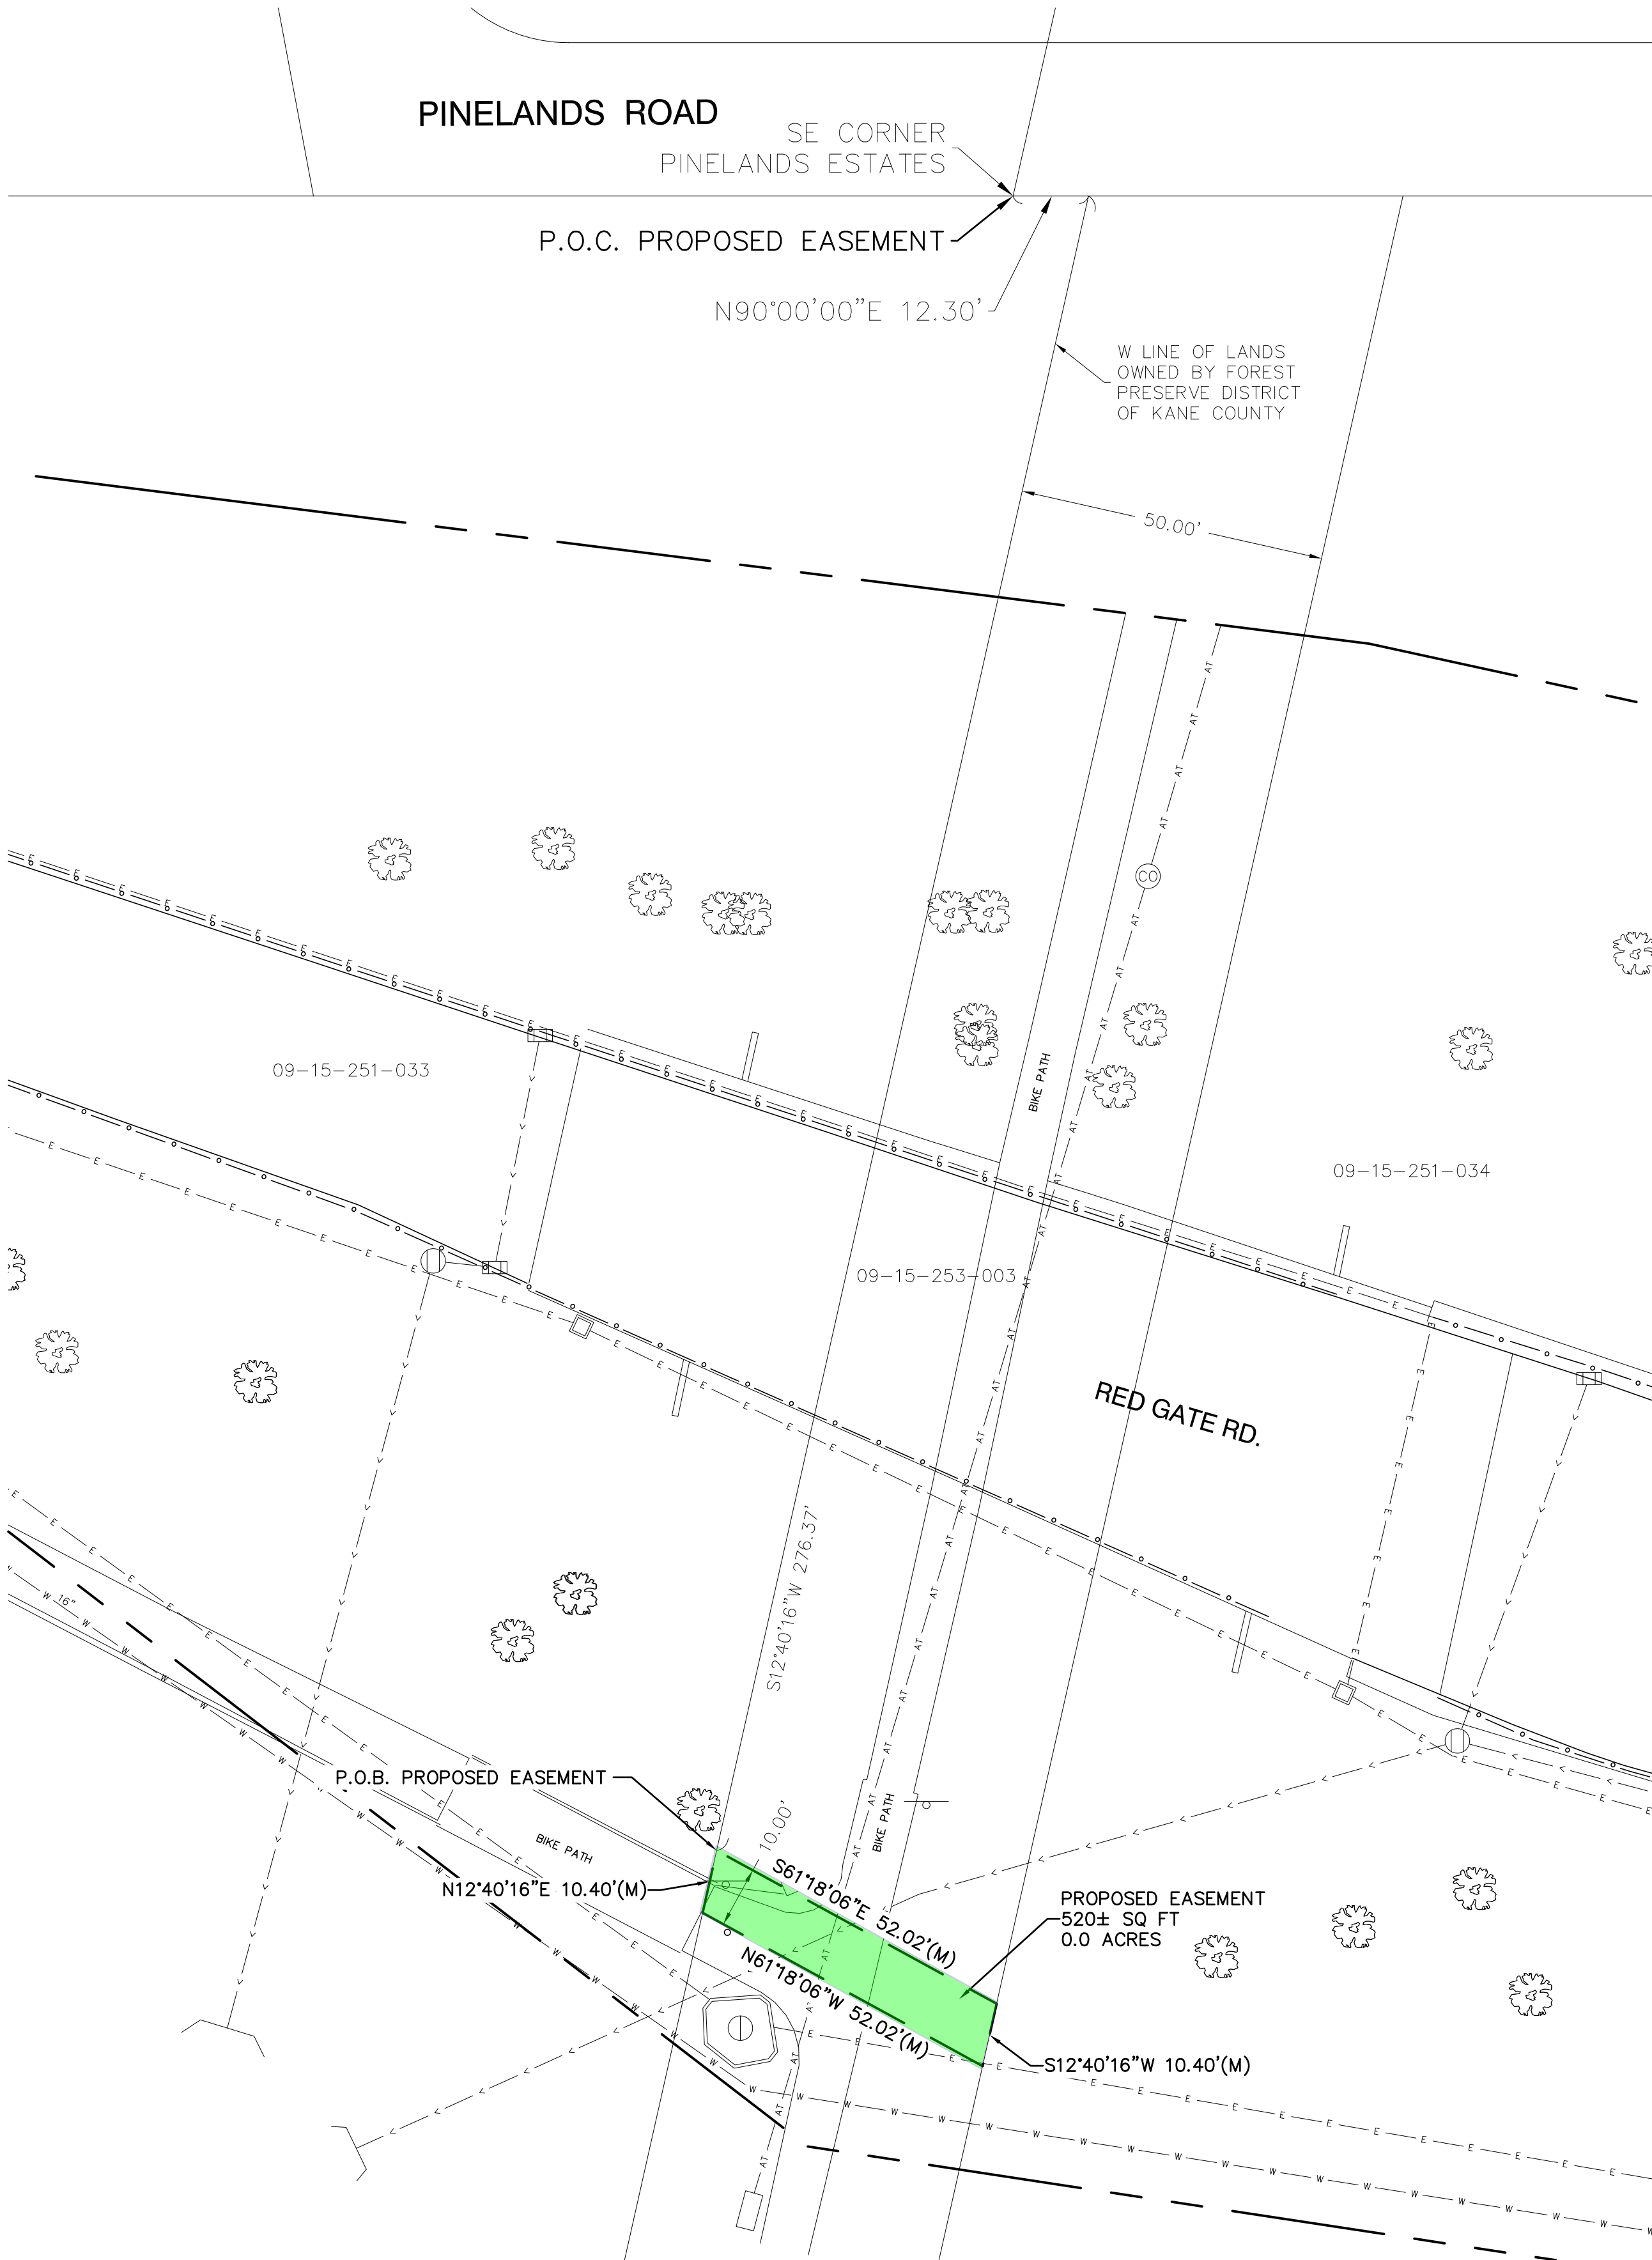 PINELANDS ROAD
SE CORNER
PINELANDS ESTATES
P.O.C. PROPOSED EASEMENT
N90°00'00"E 12.30'
W LINE OF LANDS
OWNED BY FOREST
PRESERVE DISTRICT
OF KANE COUNTY
50.00'
CO
BIKE PATH
09-15-251-033
09-15-251-034
09-15-253-003
RED GATE RD.
S12°40'16"W 276.37'
16"
P.O.B. PROPOSED EASEMENT
10.00'
BIKE PATH
BIKE PATH
N12°40'16"E 10.40'(M)
S61°18'06"E 52.02'(M)
PROPOSED EASEMENT
520± SQ FT
0.0 ACRES
N61°18'06"W 52.02'(M)
S12°40'16"W 10.40'(M)